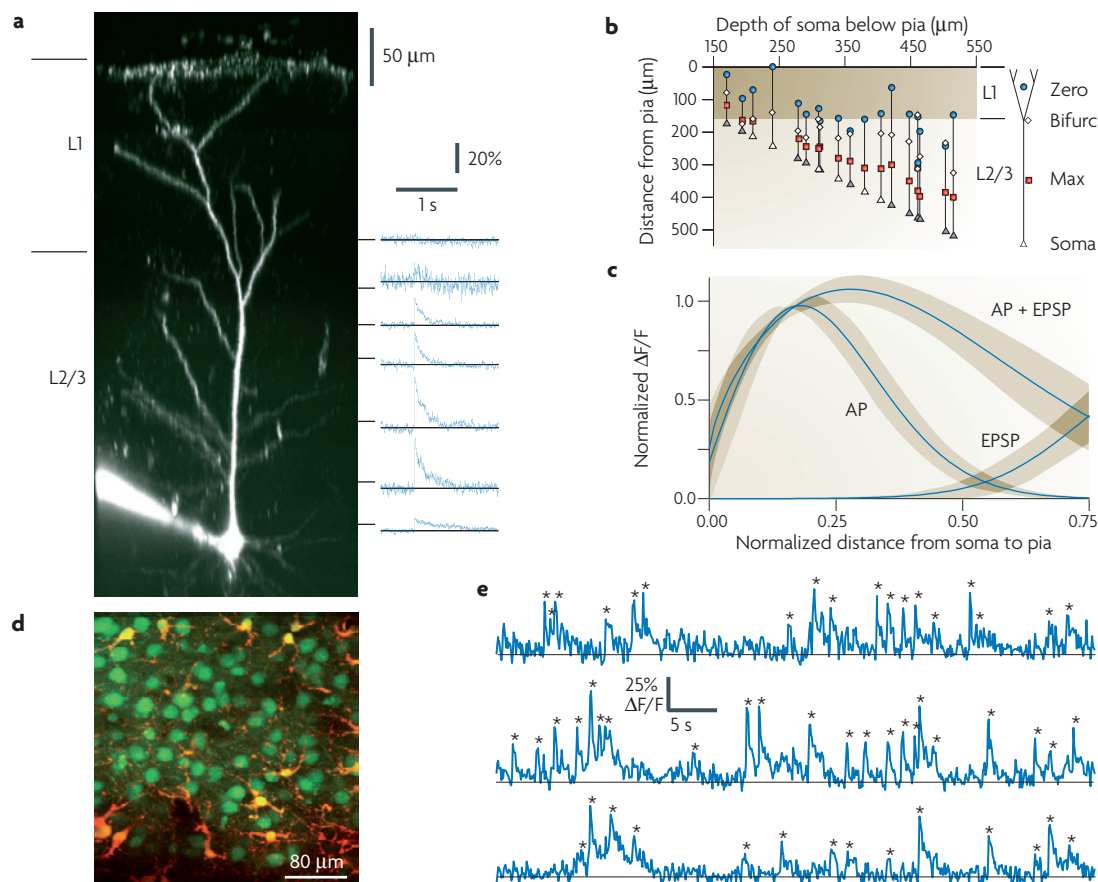 a
50 µm
L1
L2/3
20%
1 s
b
Depth of soma below pia (µm)
150 250 350 450 550
Distance from pia (µm)
0
100
200
300
400
500
L1
L2/3
Zero
Bifurc
Max
Soma
c
Normalized ΔF/F
1.0
0.5
0.0
AP + EPSP
AP
EPSP
0.00 0.25 0.50 0.75
Normalized distance from soma to pia
d
80 µm
e
* * * * * * * * * * * * * * * * *
25%
ΔF/F
5 s
* * * * * * * * * * * * * * * * * * * * * *
* * * * * * * * * * * * * *